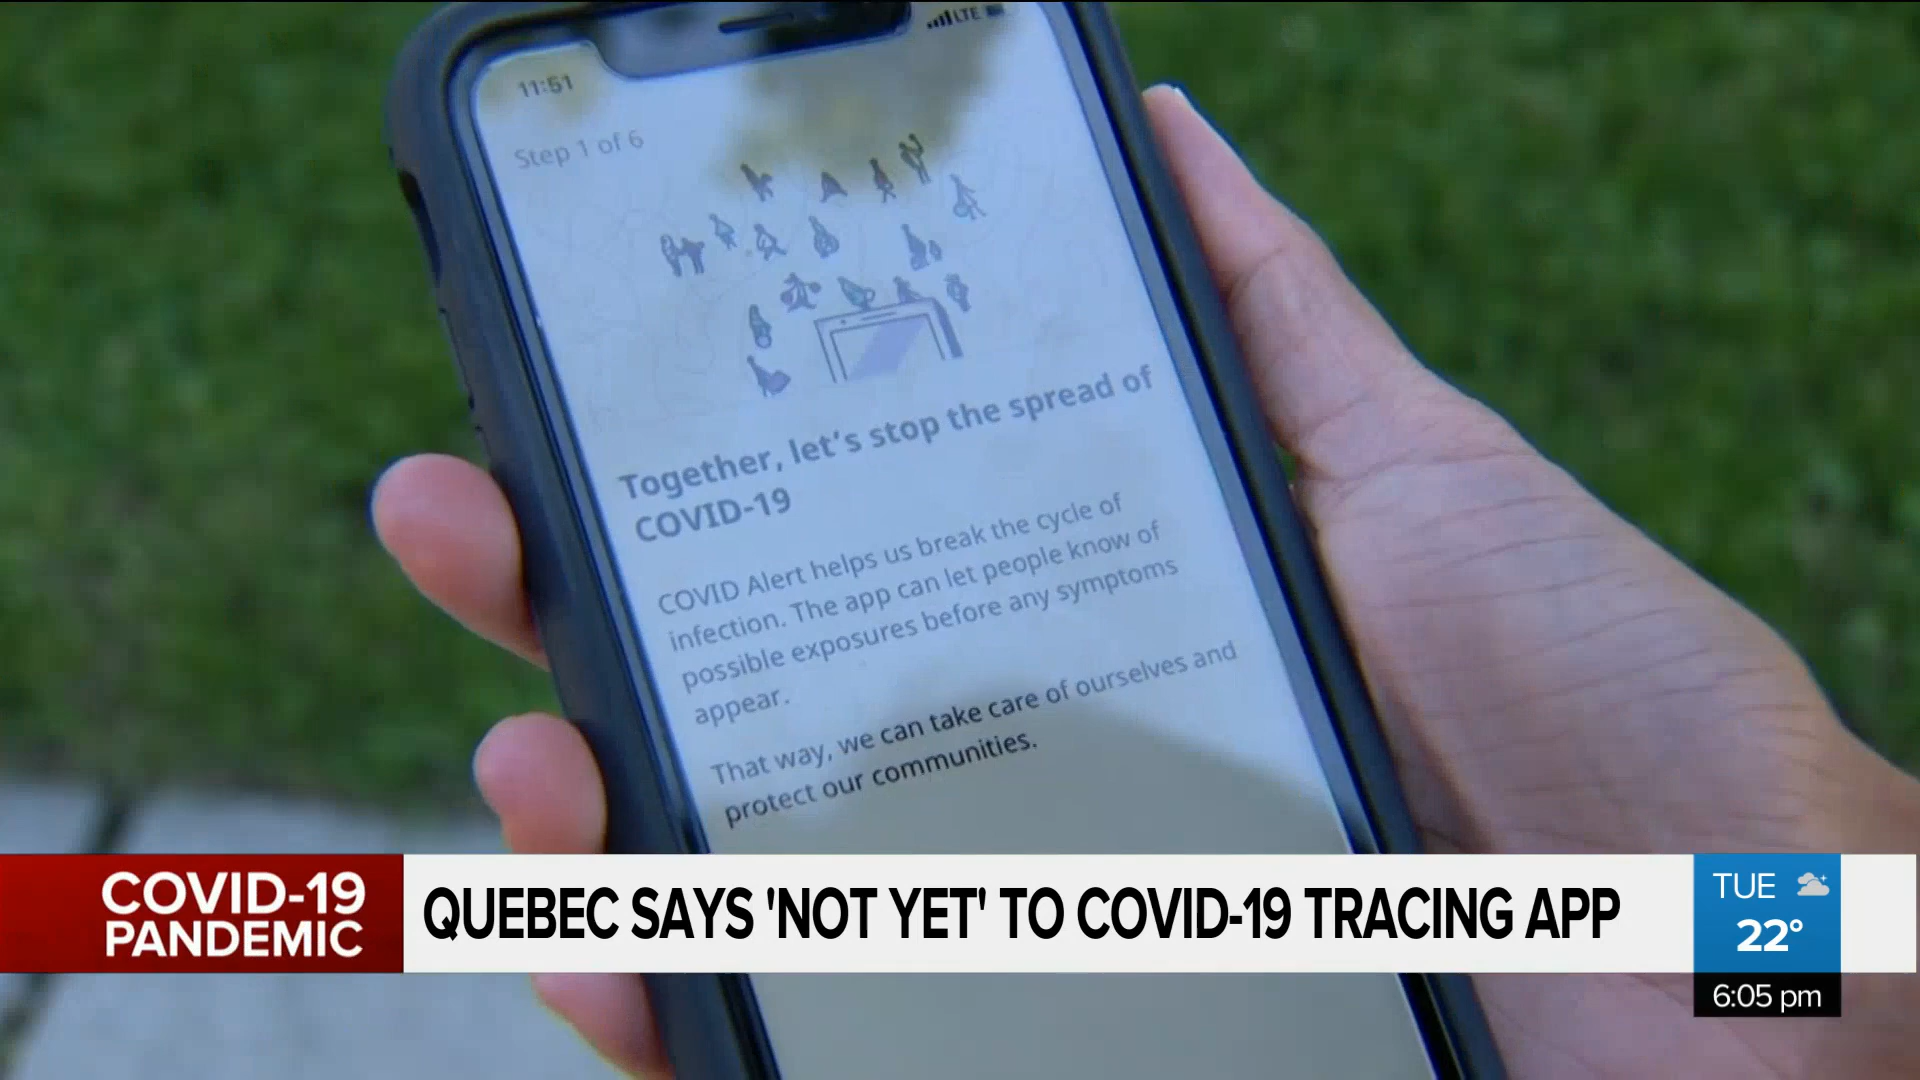 LTE
11:51
Step 1 of 6
Together, let's stop the spread of
COVID-19
COVID Alert helps us break the cycle of
infection. The app can let people know of
possible exposures before any symptoms
appear.
That way, we can take care of ourselves and
protect our communities.
COVID-19
PANDEMIC
QUEBEC SAYS 'NOT YET' TO COVID-19 TRACING APP
TUE
22°
6:05 pm